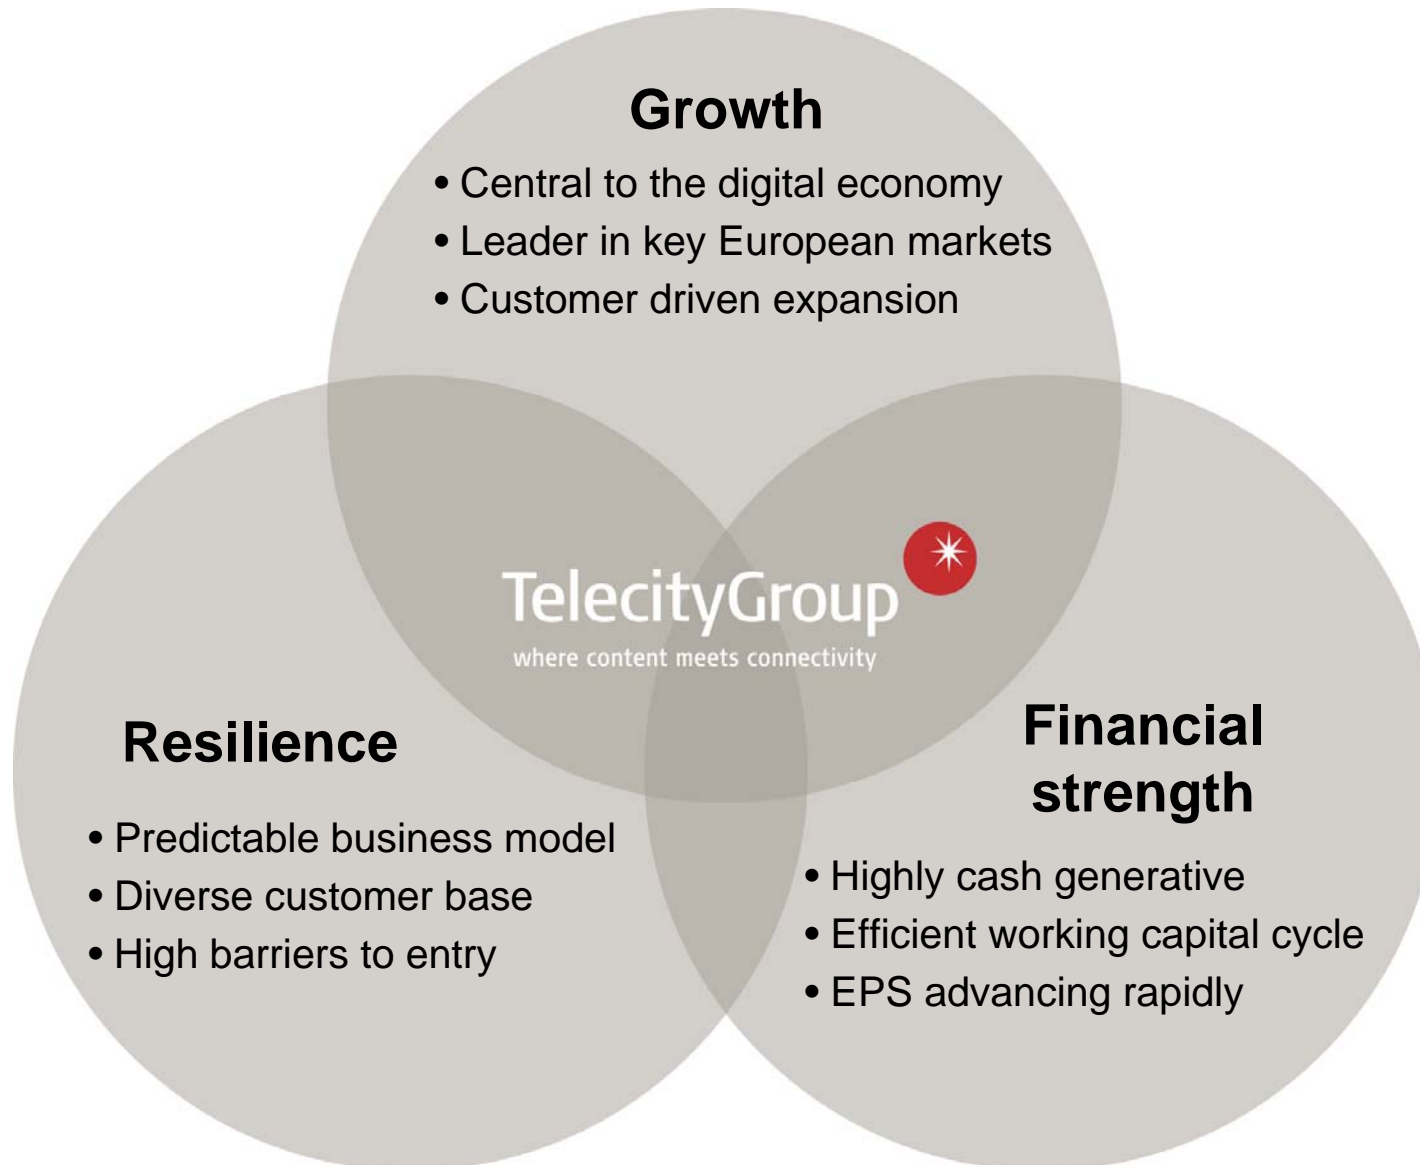 Growth
• Central to the digital economy
• Leader in key European markets
• Customer driven expansion
TelecityGroup
where content meets connectivity
Resilience
• Predictable business model
• Diverse customer base
• High barriers to entry
Financial
strength
• Highly cash generative
• Efficient working capital cycle
• EPS advancing rapidly